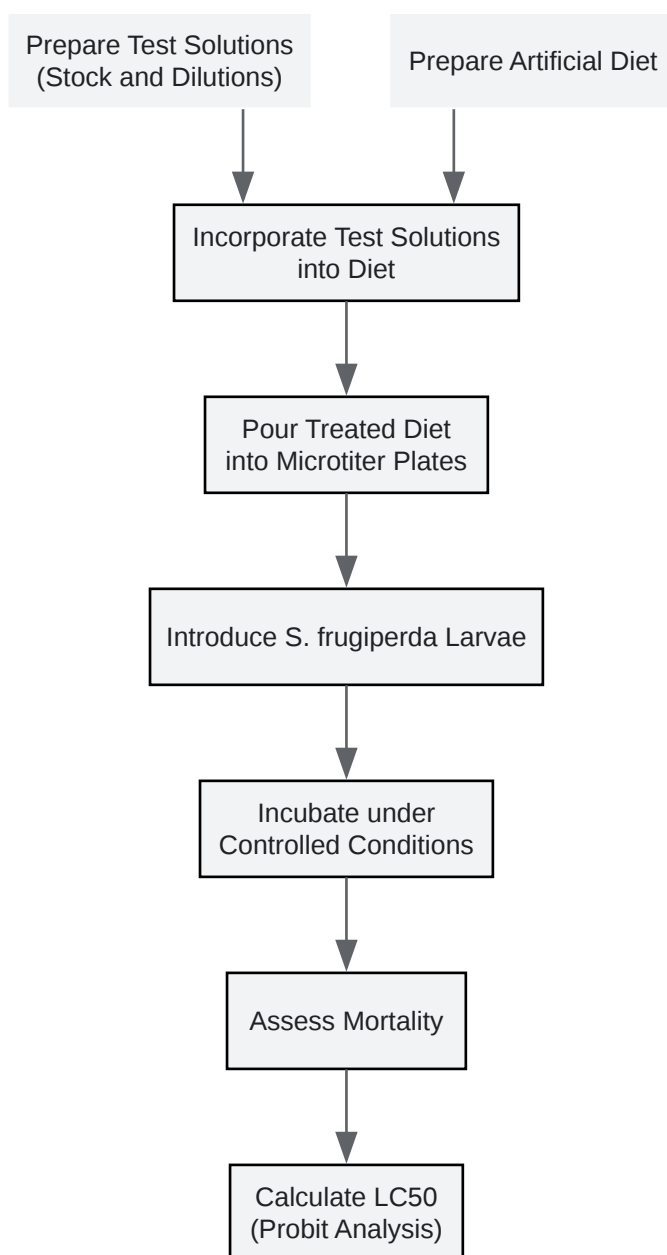 Prepare Test Solutions
(Stock and Dilutions)
Prepare Artificial Diet
Incorporate Test Solutions
into Diet
Pour Treated Diet
into Microtiter Plates
Introduce S. frugiperda Larvae
Incubate under
Controlled Conditions
Assess Mortality
Calculate LC50
(Probit Analysis)